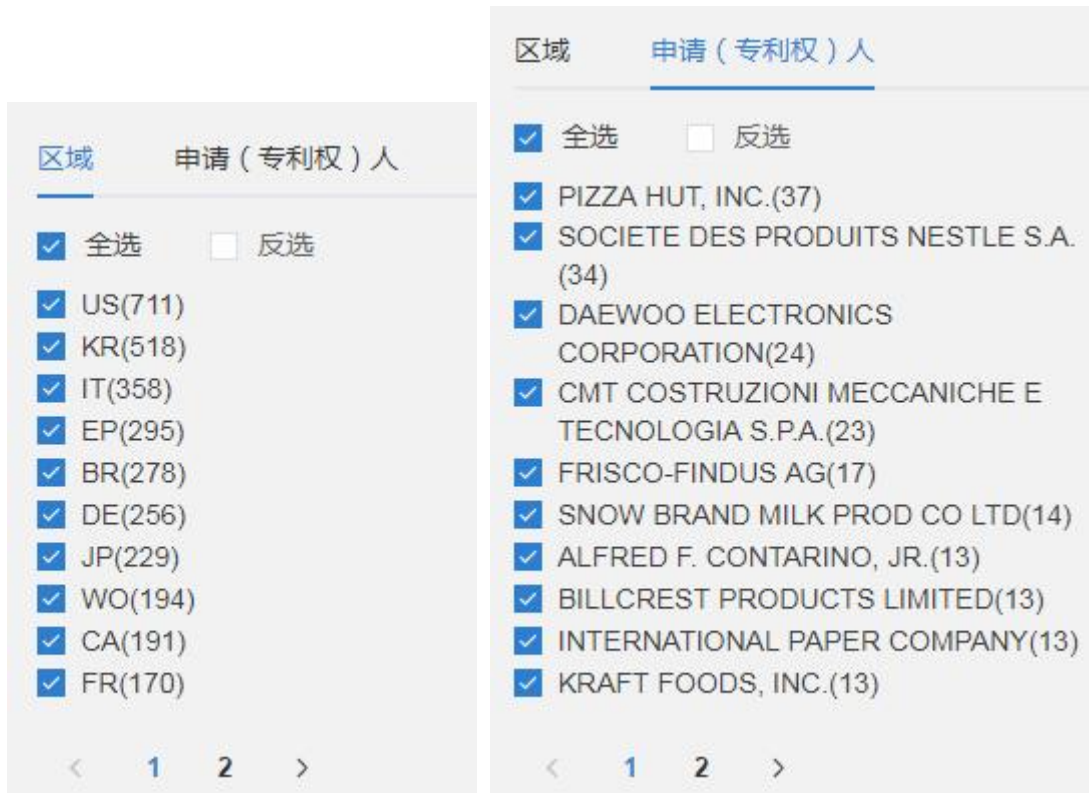 区域 申请（专利权）人
全选 反选
US(711)
KR(518)
IT(358)
EP(295)
BR(278)
DE(256)
JP(229)
WO(194)
CA(191)
FR(170)
< 1 2 >
区域 申请（专利权）人
全选 反选
PIZZA HUT, INC.(37)
SOCIETE DES PRODUITS NESTLE S.A.
(34)
DAEWOO ELECTRONICS
CORPORATION(24)
CMT COSTRUZIONI MECCANICHE E
TECNOLOGIA S.P.A.(23)
FRISCO-FINDUS AG(17)
SNOW BRAND MILK PROD CO LTD(14)
ALFRED F. CONTARINO, JR.(13)
BILLCREST PRODUCTS LIMITED(13)
INTERNATIONAL PAPER COMPANY(13)
KRAFT FOODS, INC.(13)
< 1 2 >